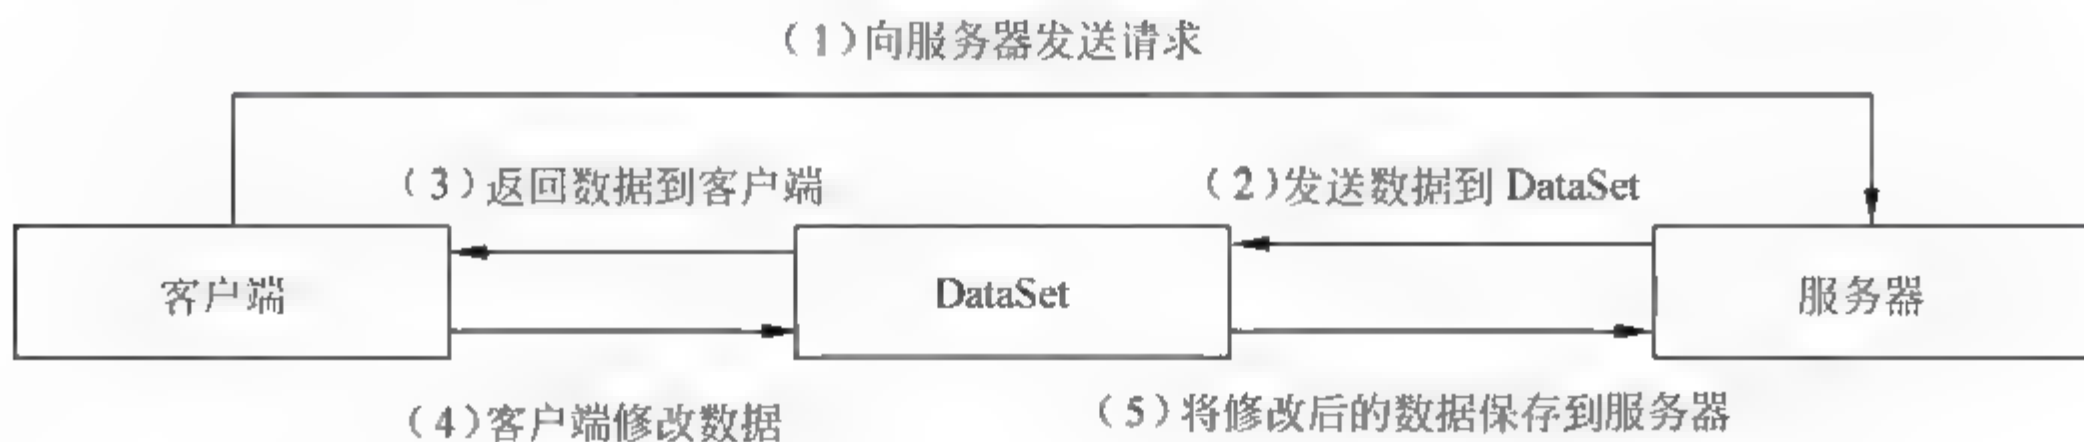 （1）向服务器发送请求
（3）返回数据到客户端
（2）发送数据到 DataSet
客户端
DataSet
服务器
（4）客户端修改数据
（5）将修改后的数据保存到服务器